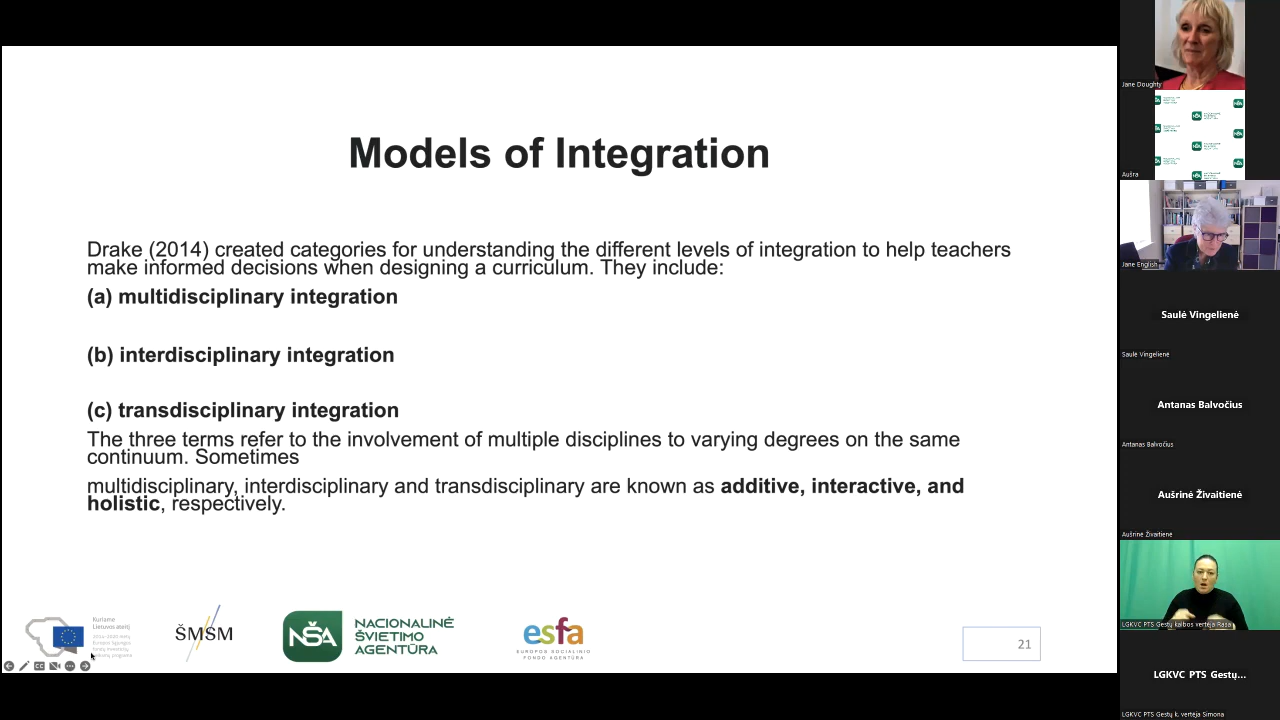 Models of Integration
Drake (2014) created categories for understanding the different levels of integration to help teachers
make informed decisions when designing a curriculum. They include:
(a) multidisciplinary integration
(b) interdisciplinary integration
(c) transdisciplinary integration
The three terms refer to the involvement of multiple disciplines to varying degrees on the same
continuum. Sometimes
multidisciplinary, interdisciplinary and transdisciplinary are known as additive, interactive, and
holistic, respectively.
Kuriame
Lietuvos ateitį
ŠMSM
NŠA
NACIONALINĖ
ŠVIETIMO
AGENTŪRA
esfa
EUROPOS SOCIALINIO
FONDO AGENTŪRA
21
Jane Doughty
Aušra
Jane English
Saulė Vingelienė
Saulė Vingelienė
Antanas Balvočius
Antanas Balvočius
Aušrinė Živaitienė
Aušrinė Živaitienė
LGKVC PTS Gestų kalbos vertėja Rasa
LGKVC PTS Gestų...
LGKVC PTS Gestų k. vertėja Simona